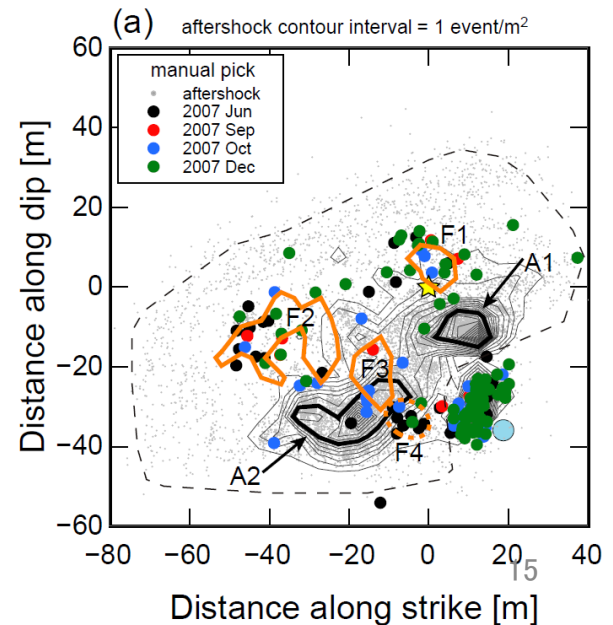 (a) aftershock contour interval = 1 event/m²
manual pick
aftershock
2007 Jun
2007 Sep
2007 Oct
2007 Dec
60
40
20
0
−20
−40
−60
Distance along dip [m]
F1
A1
F2
F3
F4
A2
15
−80 −60 −40 −20 0 20 40
Distance along strike [m]